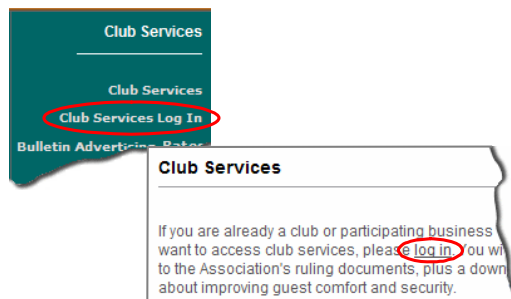 Club Services
Club Services
Club Services Log In
Bulletin Advertising Rates
Club Services
If you are already a club or participating business
want to access club services, please log in. You wi
to the Association's ruling documents, plus a down
about improving guest comfort and security.